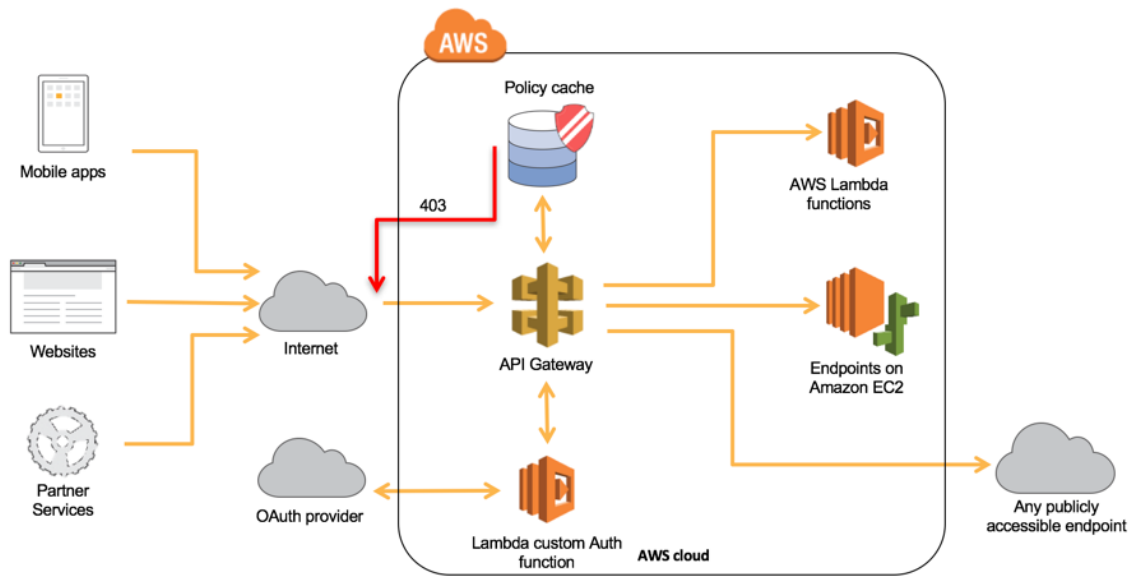 AWS
Policy cache
Mobile apps
403
AWS Lambda
functions
Websites
Internet
API Gateway
Endpoints on
Amazon EC2
Partner
Services
OAuth provider
Lambda custom Auth
function
AWS cloud
Any publicly
accessible endpoint